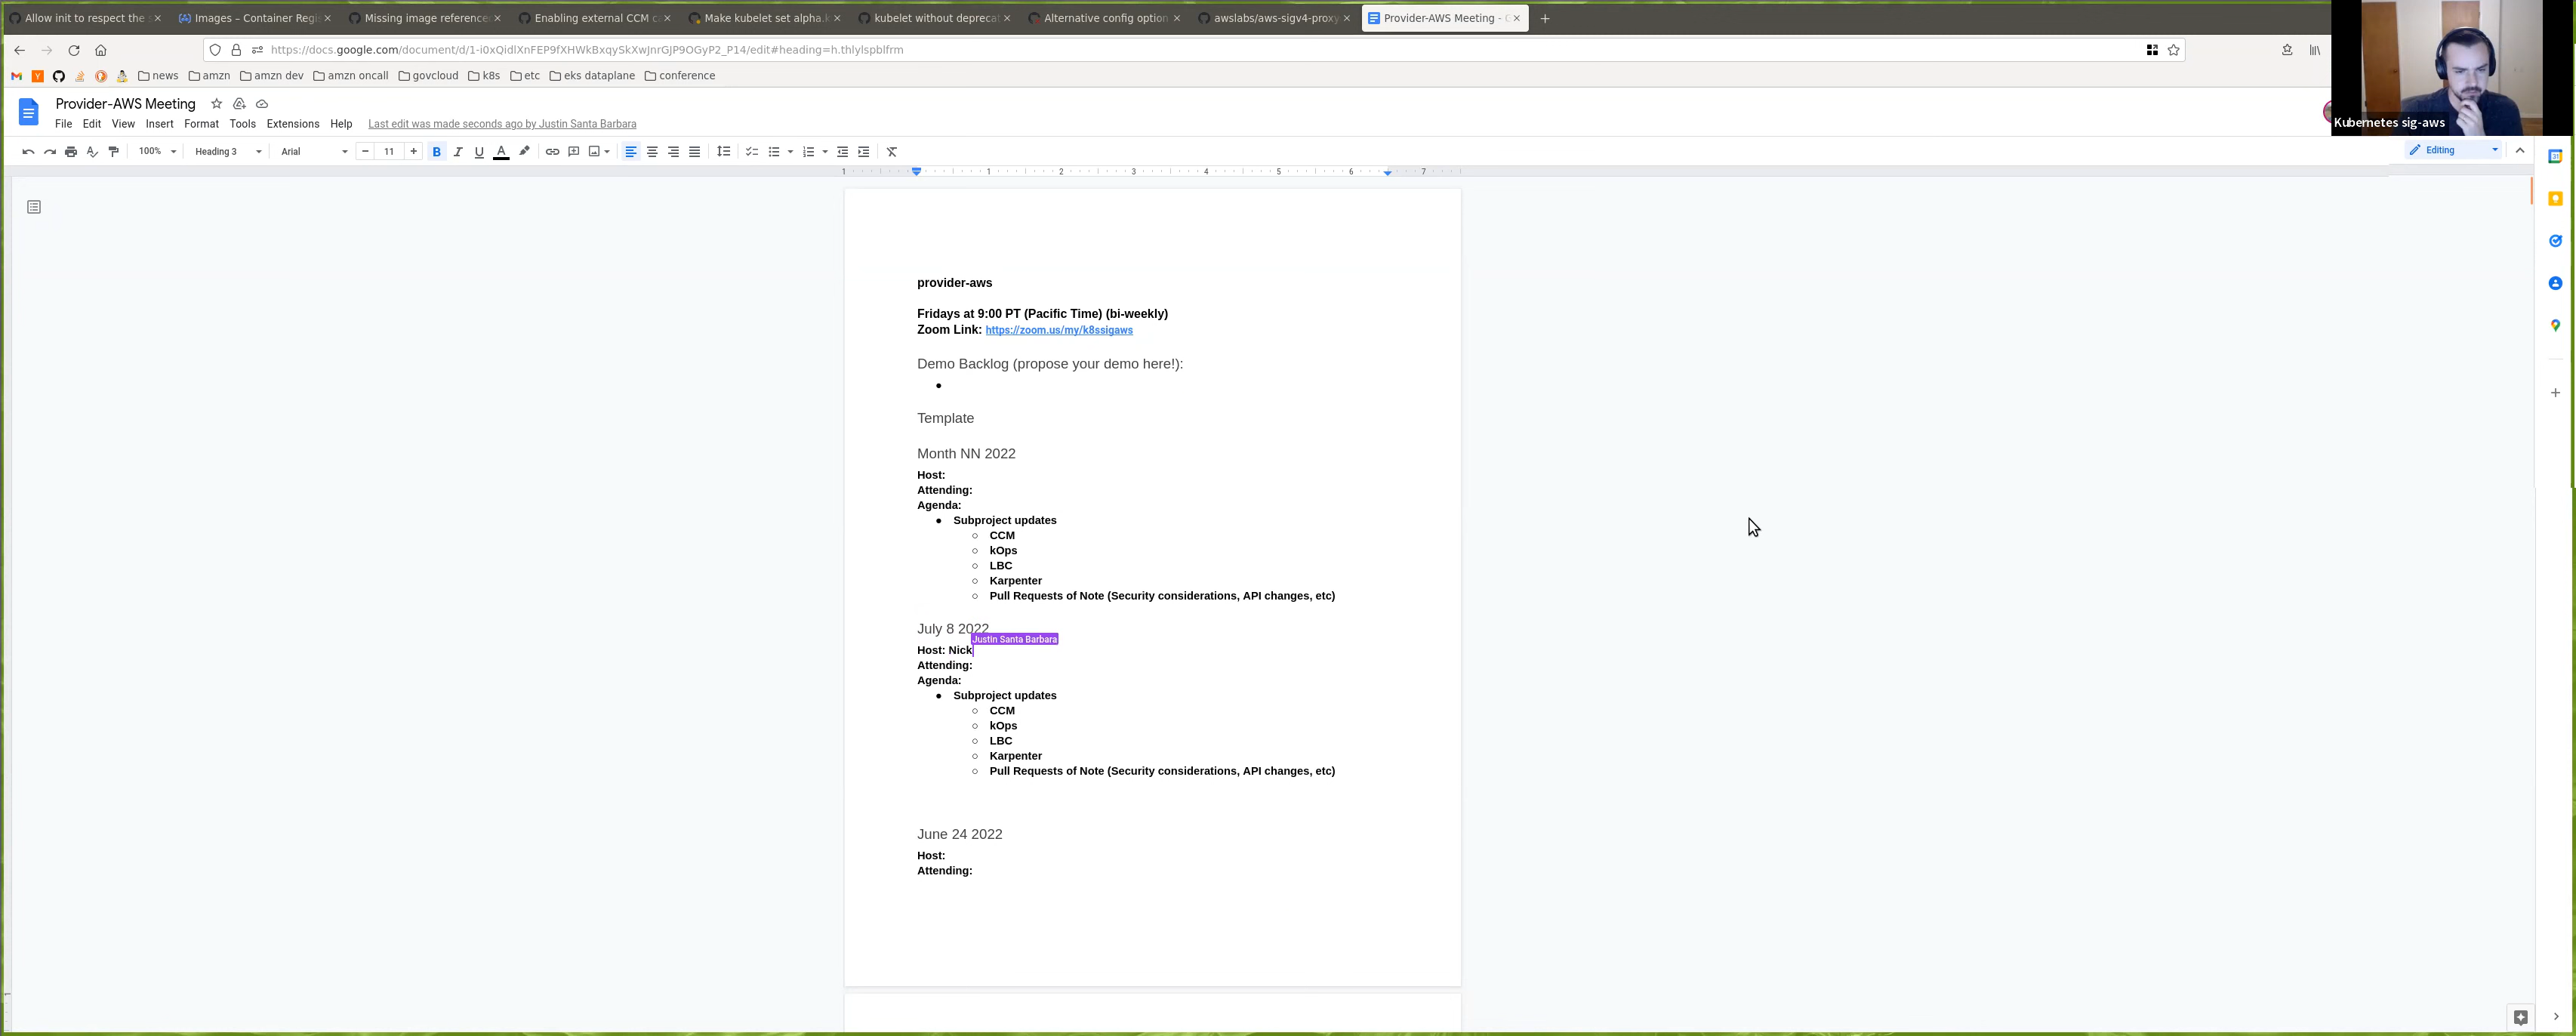 Allow init to respect the s
Images – Container Regi
Missing image reference
Enabling external CCM c
Make kubelet set alpha.k
kubelet without deprecat
Alternative config option
awslabs/aws-sigv4-proxy
Provider-AWS Meeting - G
https://docs.google.com/document/d/1-i0xQidlXnFEP9fXHWkBxqySkXwJnrGJP9OGyP2_P14/edit#heading=h.thlylspblfrm
news
amzn
amzn dev
amzn oncall
govcloud
k8s
etc
eks dataplane
conference
Provider-AWS Meeting
File Edit View Insert Format Tools Extensions Help Last edit was made seconds ago by Justin Santa Barbara
Kubernetes sig-aws
100% Heading 3 Arial 11 B I U A Editing
1 1 2 3 4 5 6 7
provider-aws
Fridays at 9:00 PT (Pacific Time) (bi-weekly)
Zoom Link: https://zoom.us/my/k8ssigaws
Demo Backlog (propose your demo here!):
●
Template
Month NN 2022
Host:
Attending:
Agenda:
● Subproject updates
○ CCM
○ kOps
○ LBC
○ Karpenter
○ Pull Requests of Note (Security considerations, API changes, etc)
July 8 2022
Justin Santa Barbara
Host: Nick
Attending:
Agenda:
● Subproject updates
○ CCM
○ kOps
○ LBC
○ Karpenter
○ Pull Requests of Note (Security considerations, API changes, etc)
June 24 2022
Host:
Attending: